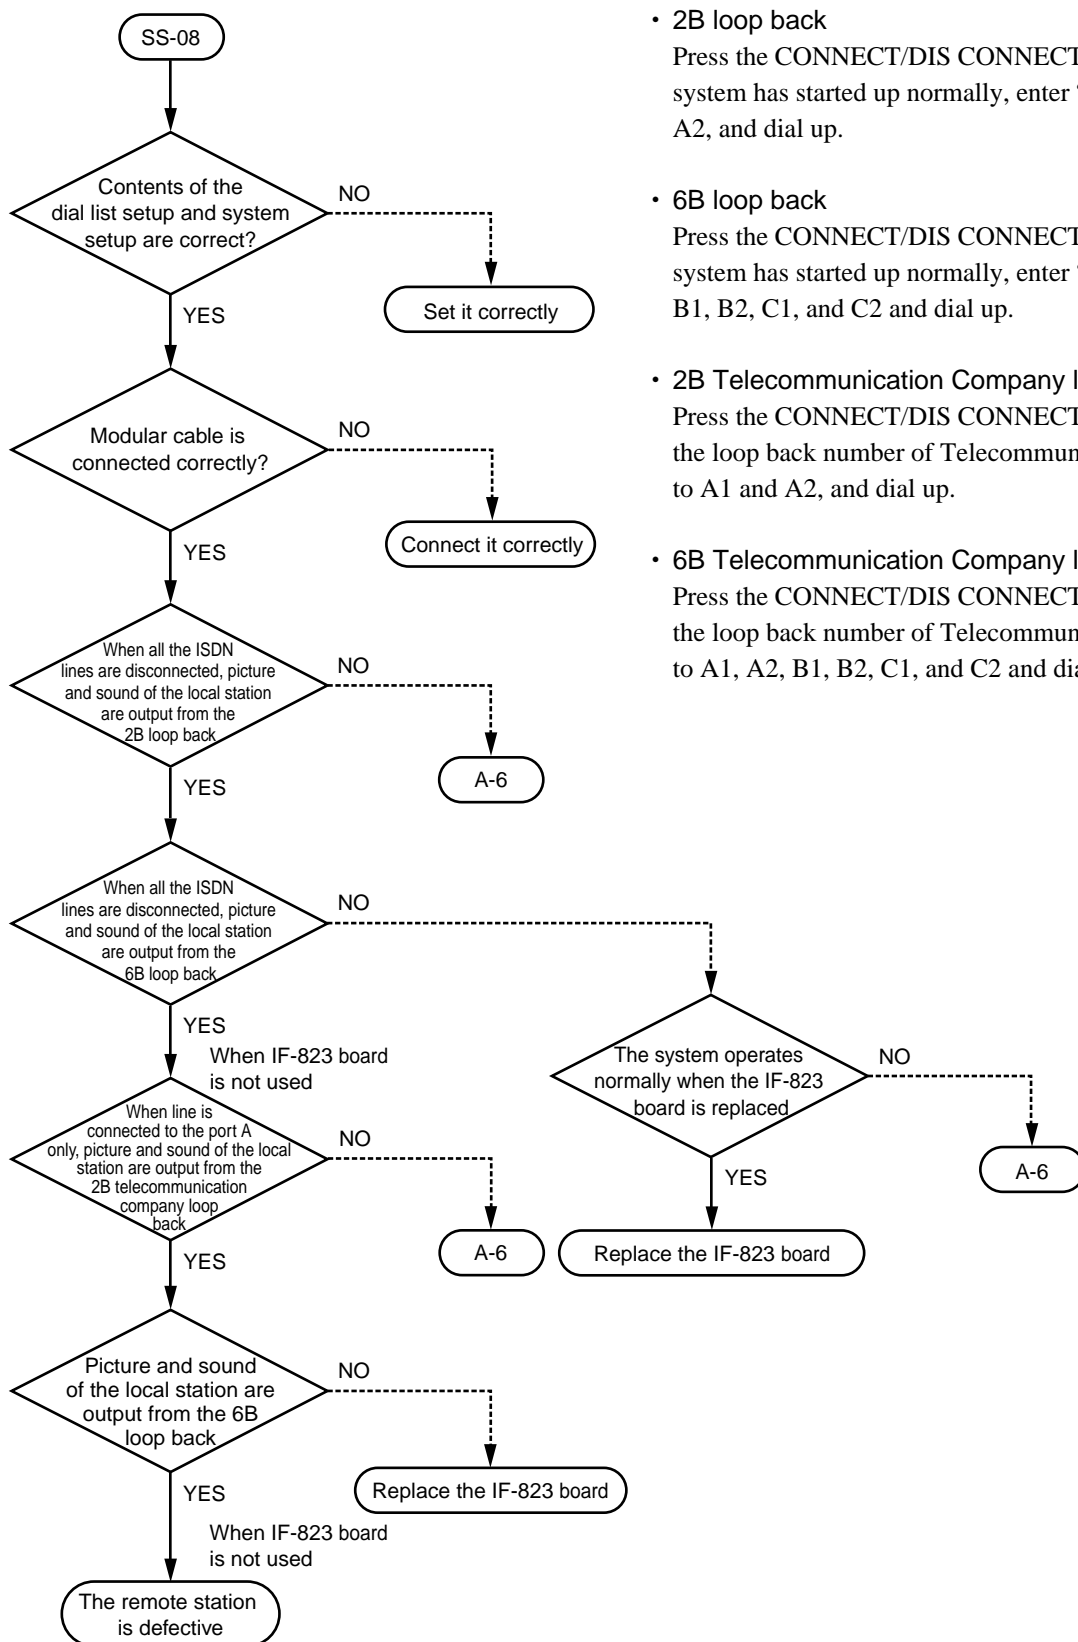 SS-08
Contents of the
dial list setup and system
setup are correct?
NO
Set it correctly
YES
Modular cable is
connected correctly?
NO
Connect it correctly
YES
When all the ISDN
lines are disconnected, picture
and sound of the local station
are output from the
2B loop back
NO
A-6
YES
When all the ISDN
lines are disconnected, picture
and sound of the local station
are output from the
6B loop back
NO
The system operates
normally when the IF-823
board is replaced
NO
A-6
YES
Replace the IF-823 board
YES
When IF-823 board
is not used
When line is
connected to the port A
only, picture and sound of the local
station are output from the
2B telecommunication
company loop
back
NO
A-6
YES
Picture and sound
of the local station are
output from the 6B
loop back
NO
Replace the IF-823 board
YES
When IF-823 board
is not used
The remote station
is defective
• 2B loop back
Press the CONNECT/DIS CONNECT
system has started up normally, enter
A2, and dial up.
• 6B loop back
Press the CONNECT/DIS CONNECT
system has started up normally, enter
B1, B2, C1, and C2 and dial up.
• 2B Telecommunication Company
Press the CONNECT/DIS CONNECT
the loop back number of
to A1 and A2, and dial up.
• 6B Telecommunication Company
Press the CONNECT/DIS CONNECT
the loop back number of
to A1, A2, B1, B2, C1, and C2 and